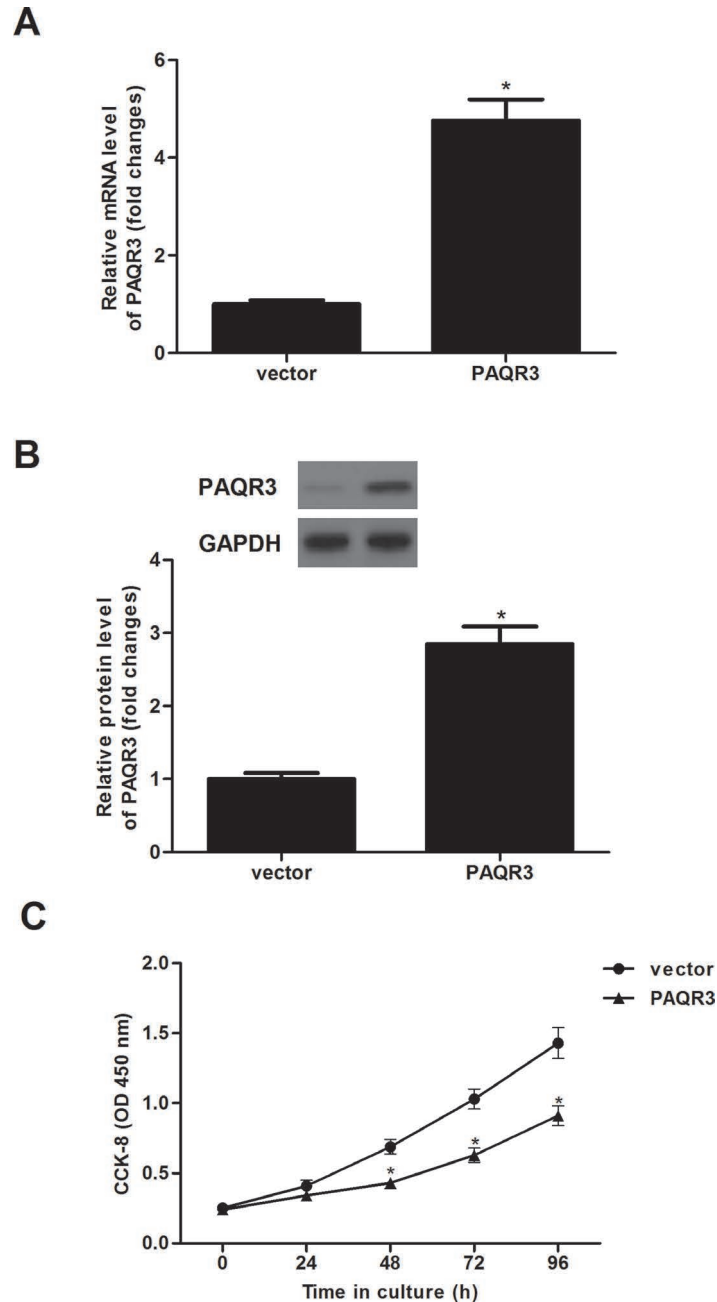 A
Relative mRNA level
of PAQR3 (fold changes)
6
4
2
0
*
vector
PAQR3
B
PAQR3
GAPDH
Relative protein level
of PAQR3 (fold changes)
4
3
2
1
0
*
vector
PAQR3
C
CCK-8 (OD 450 nm)
2.0
1.5
1.0
0.5
0.0
vector
PAQR3
*
*
*
0 24 48 72 96
Time in culture (h)